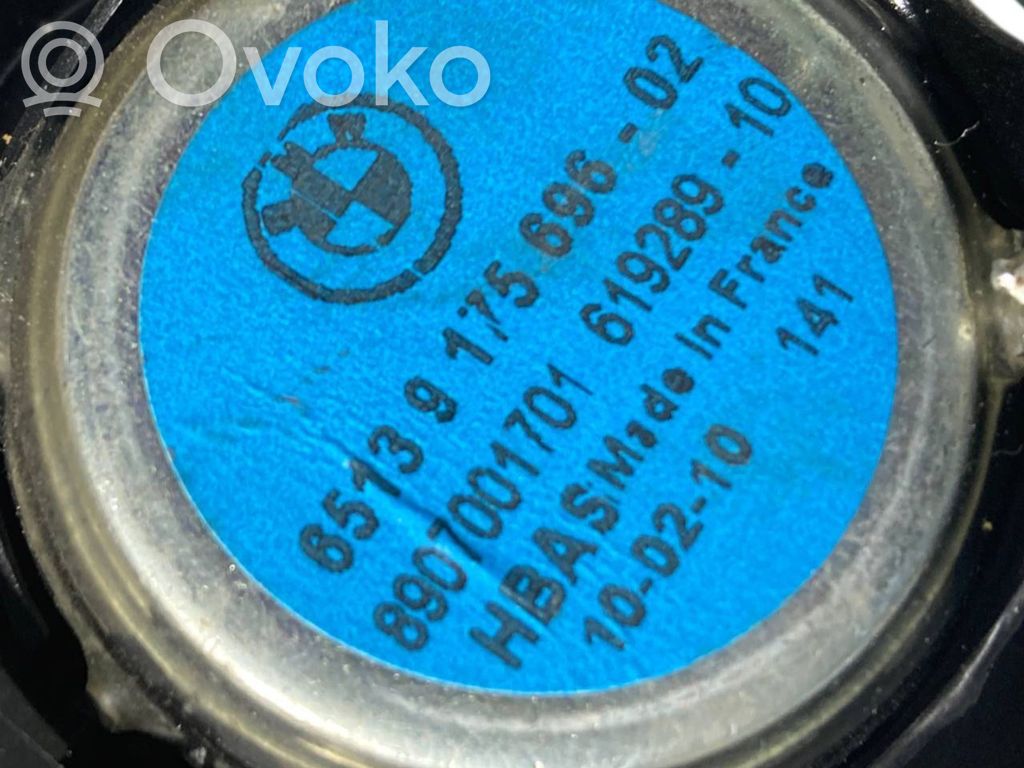 Ovoko
6513 9 175 696-02
8907001701 619289-10
HBAS Made In France
10-02-10 141